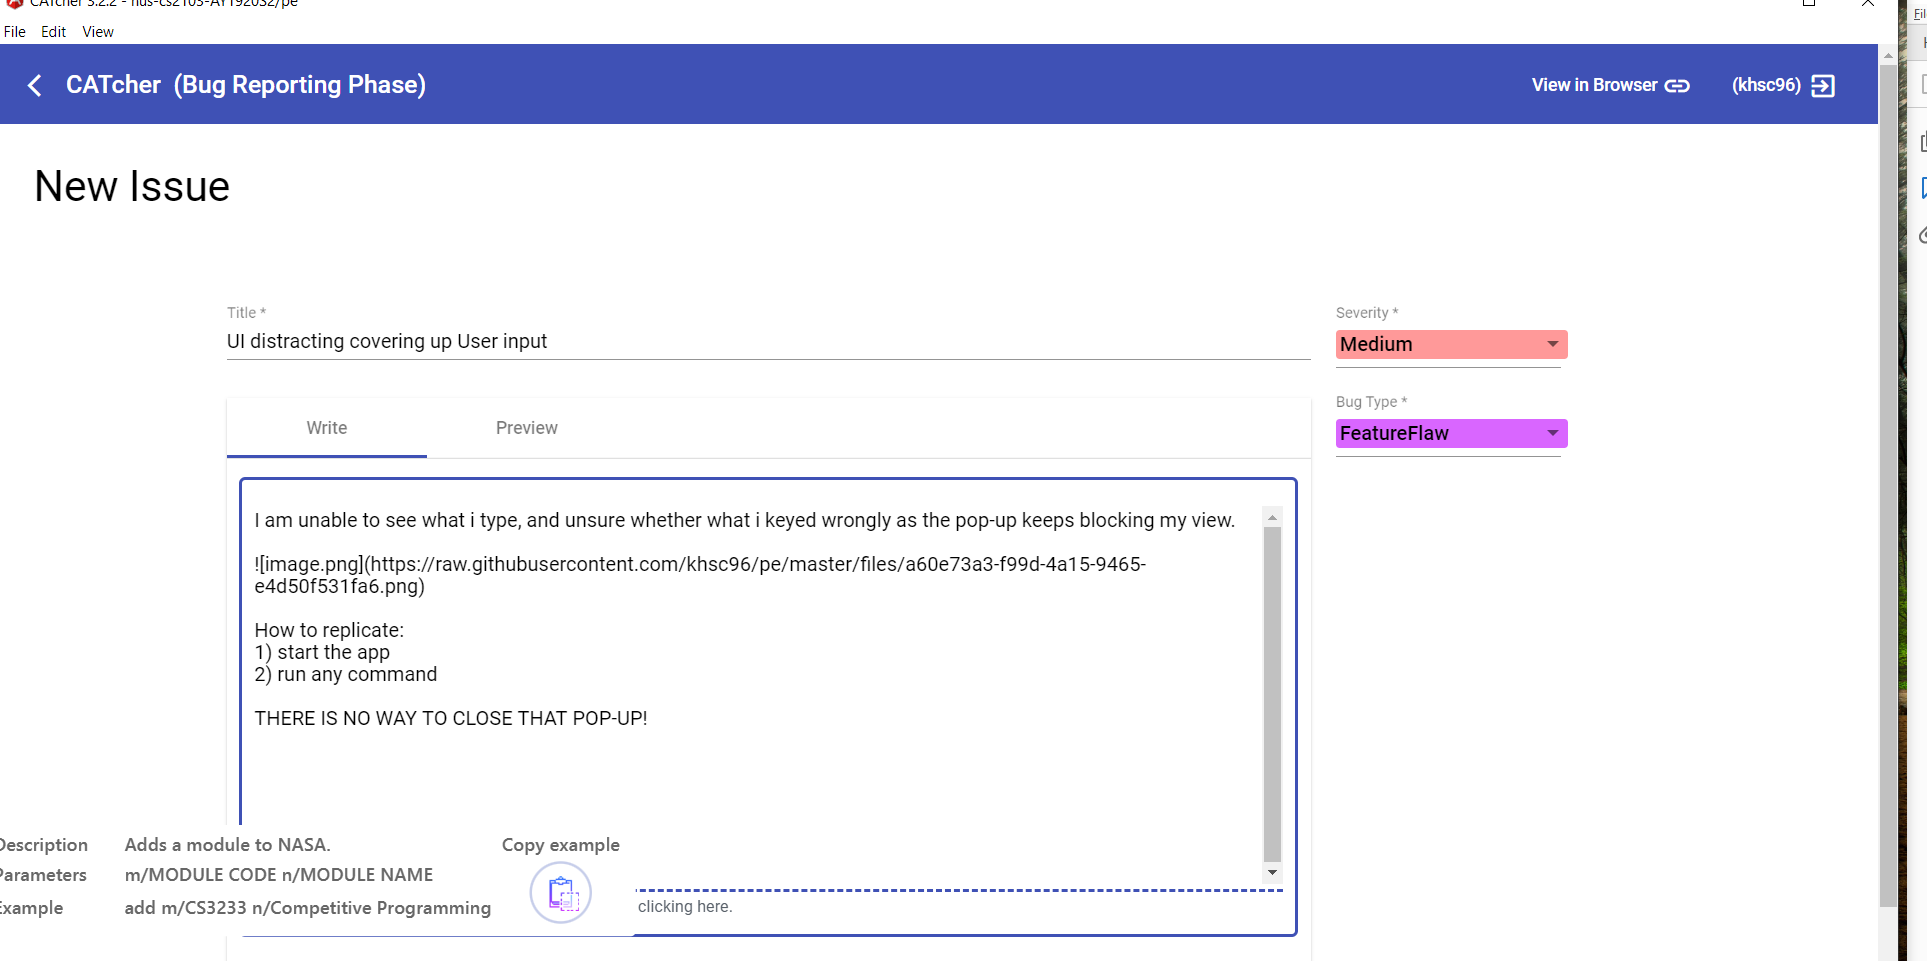 CATcher 3.2.2 - nus-cs2103-AY192032/pe
File Edit View
CATcher (Bug Reporting Phase)
View in Browser
(khsc96)
New Issue
Title *
UI distracting covering up User input
Severity *
Medium
Bug Type *
FeatureFlaw
Write
Preview
I am unable to see what i type, and unsure whether what i keyed wrongly as the pop-up keeps blocking my view.
![image.png](https://raw.githubusercontent.com/khsc96/pe/master/files/a60e73a3-f99d-4a15-9465-
e4d50f531fa6.png)
How to replicate:
1) start the app
2) run any command
THERE IS NO WAY TO CLOSE THAT POP-UP!
Description Adds a module to NASA.
Copy example
Parameters m/MODULE CODE n/MODULE NAME
Example add m/CS3233 n/Competitive Programming
clicking here.